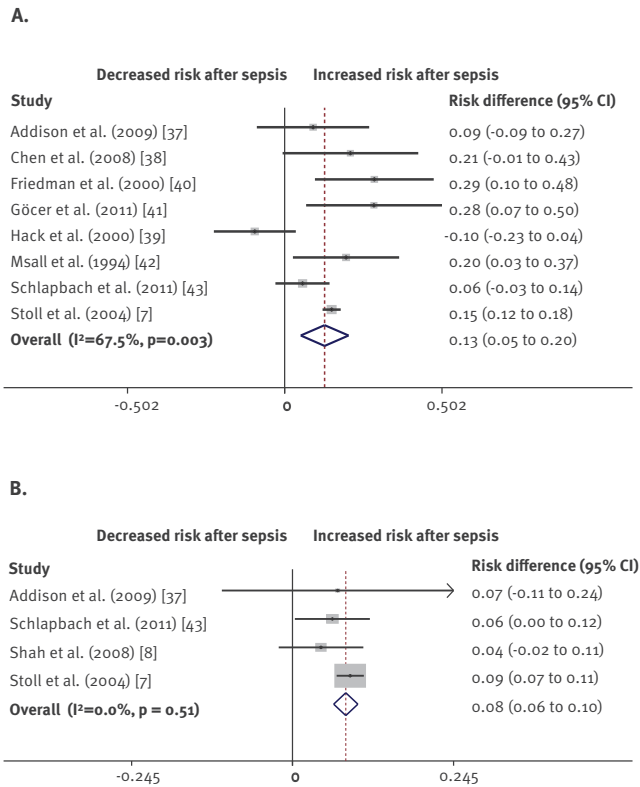 A.
Decreased risk after sepsis Increased risk after sepsis
Study Risk difference (95% CI)
Addison et al. (2009) [37] 0.09 (-0.09 to 0.27)
Chen et al. (2008) [38] 0.21 (-0.01 to 0.43)
Friedman et al. (2000) [40] 0.29 (0.10 to 0.48)
Göcer et al. (2011) [41] 0.28 (0.07 to 0.50)
Hack et al. (2000) [39] -0.10 (-0.23 to 0.04)
Msall et al. (1994) [42] 0.20 (0.03 to 0.37)
Schlapbach et al. (2011) [43] 0.06 (-0.03 to 0.14)
Stoll et al. (2004) [7] 0.15 (0.12 to 0.18)
Overall (I²=67.5%, p=0.003) 0.13 (0.05 to 0.20)
-0.502 0 0.502
B.
Decreased risk after sepsis Increased risk after sepsis
Study Risk difference (95% CI)
Addison et al. (2009) [37] 0.07 (-0.11 to 0.24)
Schlapbach et al. (2011) [43] 0.06 (0.00 to 0.12)
Shah et al. (2008) [8] 0.04 (-0.02 to 0.11)
Stoll et al. (2004) [7] 0.09 (0.07 to 0.11)
Overall (I²=0.0%, p = 0.51) 0.08 (0.06 to 0.10)
-0.245 0 0.245